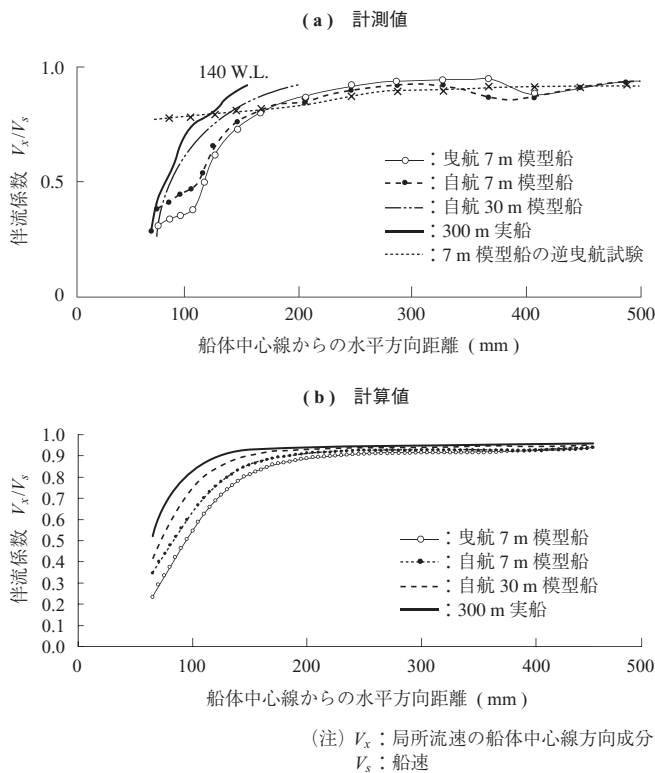 ( a ) 計測値
140 W.L.
伴流係数 Vx/Vs
1
0.5
0
0
100
200
300
400
500
船体中心線からの水平方向距離 ( mm )
：曳航 7 m 模型船
：自航 7 m 模型船
：自航 30 m 模型船
：300 m 実船
：7 m 模型船の逆曳航試験
( b ) 計算値
伴流係数 Vx/Vs
1.0
0.9
0.8
0.7
0.6
0.5
0.4
0.3
0.2
0.0
0
100
200
300
400
500
船体中心線からの水平方向距離 ( mm )
：曳航 7 m 模型船
：自航 7 m 模型船
：自航 30 m 模型船
：300 m 実船
（注）Vx：局所流速の船体中心線方向成分
Vs：船速